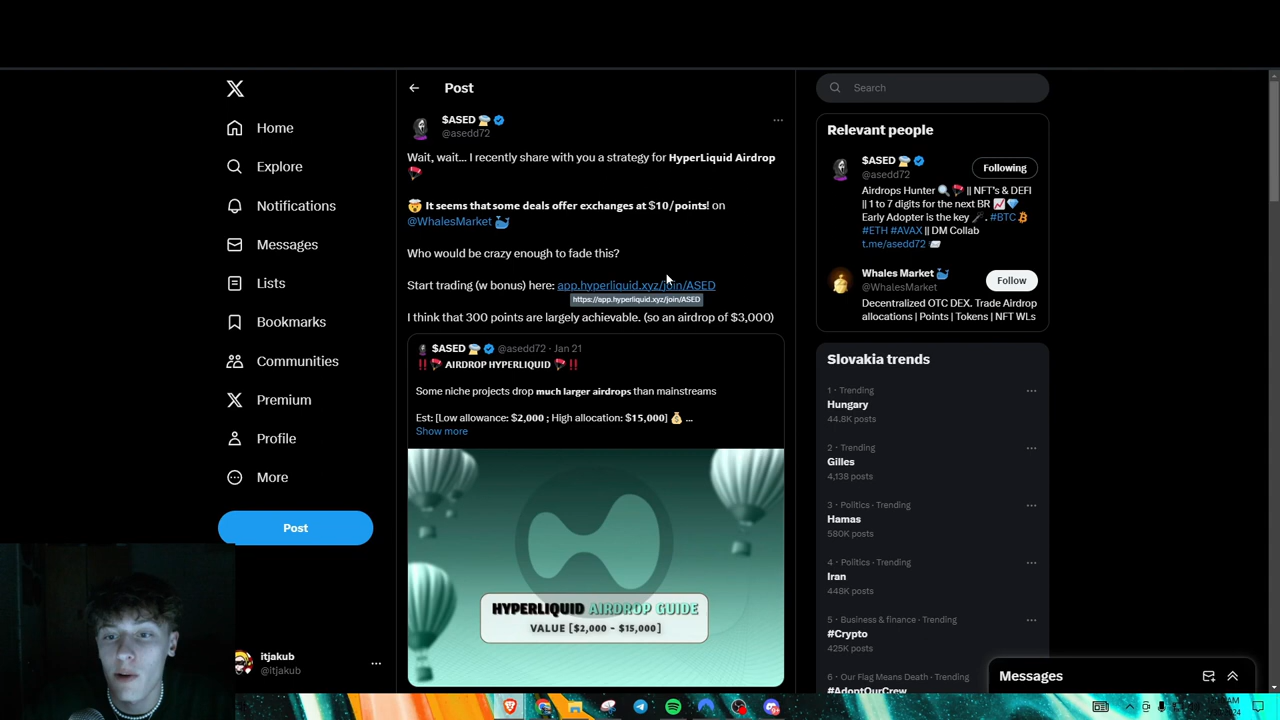 Home
Explore
Notifications
Messages
Lists
Bookmarks
Communities
Premium
Profile
More
Post
itjakub
@itjakub
Post
$ASED
@asedd72
Wait, wait... I recently share with you a strategy for HyperLiquid Airdrop
It seems that some deals offer exchanges at $10/points! on
@WhalesMarket
Who would be crazy enough to fade this?
Start trading (w bonus) here: app.hyperliquid.xyz/join/ASED
https://app.hyperliquid.xyz/join/ASED
I think that 300 points are largely achievable. (so an airdrop of $3,000)
$ASED @asedd72 · Jan 21
‼️ AIRDROP HYPERLIQUID ‼️
Some niche projects drop much larger airdrops than mainstreams
Est: [Low allowance: $2,000 ; High allocation: $15,000] 💰 ...
Show more
HYPERLIQUID AIRDROP GUIDE
VALUE [$2,000 - $15,000]
Search
Relevant people
$ASED
@asedd72
Following
Airdrops Hunter 🔍 || NFT's & DEFI
|| 1 to 7 digits for the next BR 📈💎
Early Adopter is the key 🗝. #BTC
#ETH #AVAX || DM Collab
t.me/asedd72
Whales Market
@WhalesMarket
Follow
Decentralized OTC DEX. Trade Airdrop
allocations | Points | Tokens | NFT WLs
Slovakia trends
1 · Trending
Hungary
44.8K posts
2 · Trending
Gilles
4,138 posts
3 · Politics · Trending
Hamas
580K posts
4 · Politics · Trending
Iran
448K posts
5 · Business & finance · Trending
#Crypto
425K posts
6 · Our Flag Means Death · Trending
#AdoptOurCrew
Messages